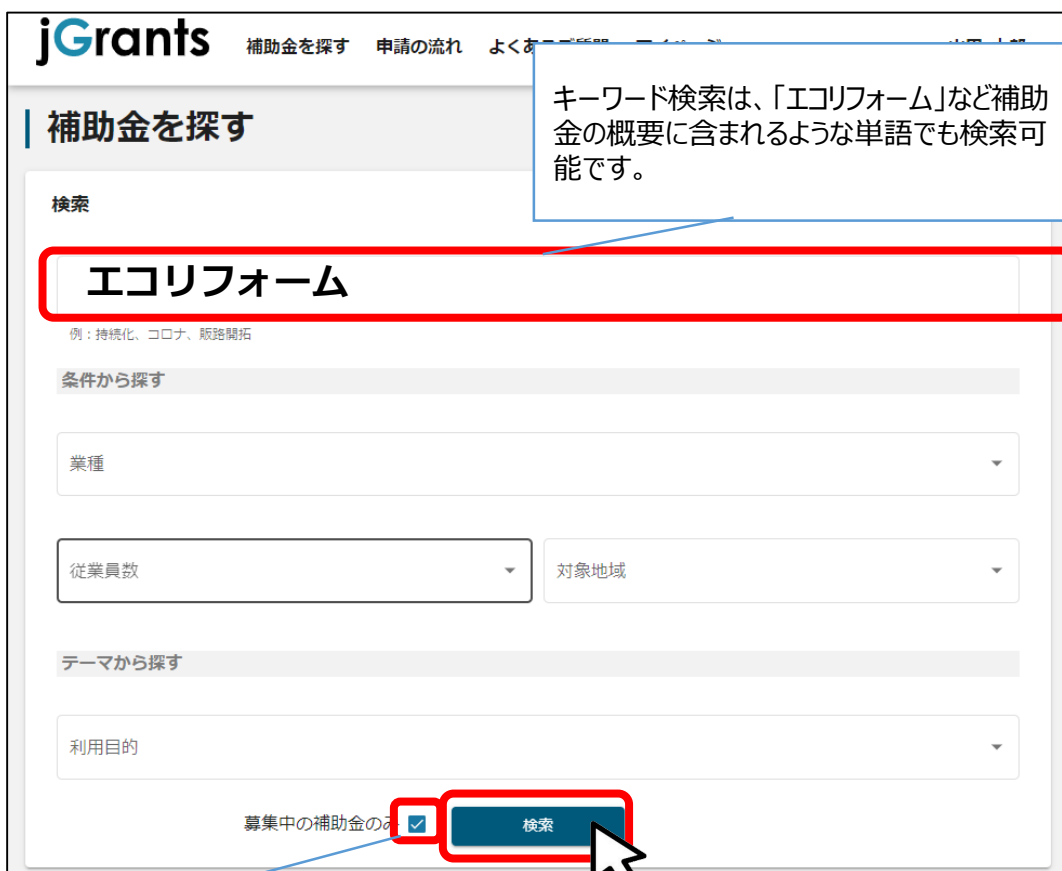 jGrants 補助金を探す 申請の流れ
キーワード検索は、「エコリフォーム」など補助
金の概要に含まれるような単語でも検索可
能です。
補助金を探す
検索
エコリフォーム
例：持続化、コロナ、販路開拓
条件から探す
業種
従業員数 対象地域
テーマから探す
利用目的
募集中の補助金のみ 検索